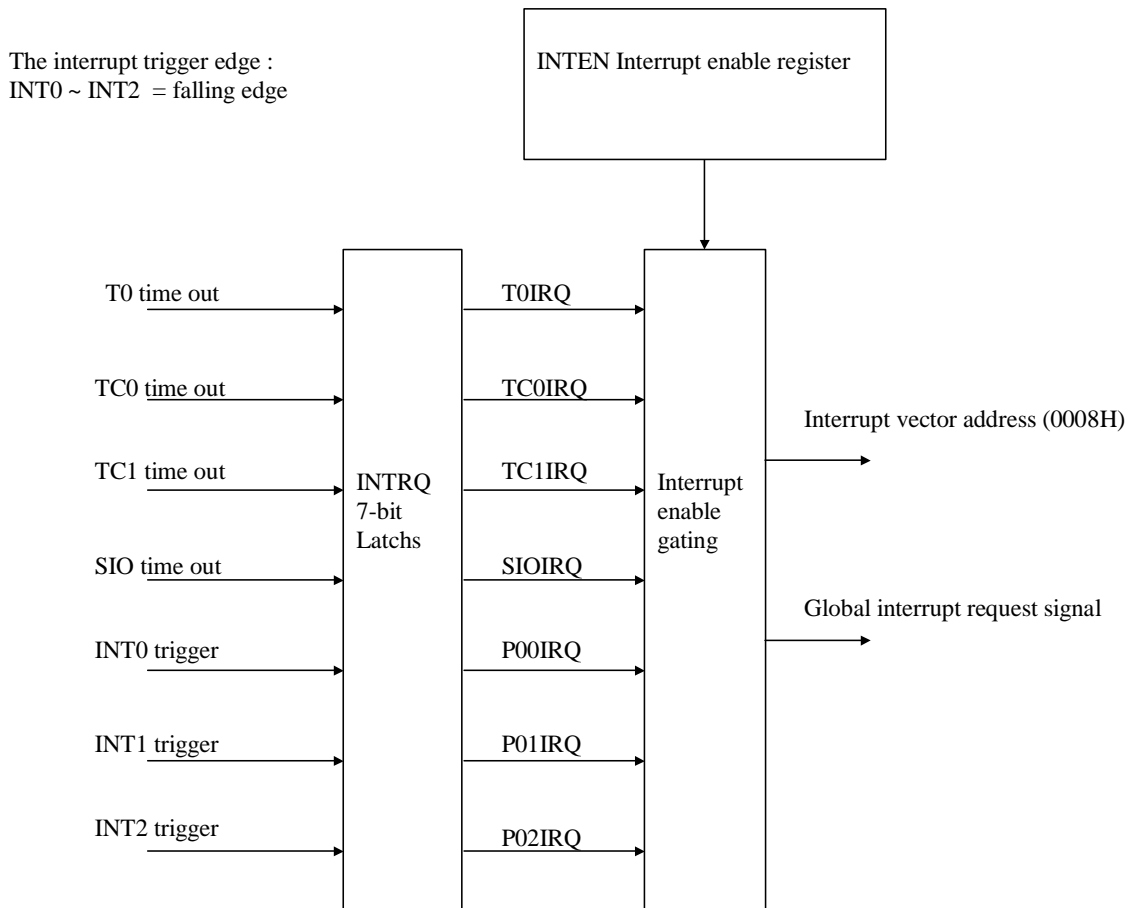 The interrupt trigger edge :
INT0 ~ INT2  = falling edge
INTEN Interrupt enable register
T0 time out
T0IRQ
TC0 time out
TC0IRQ
TC1 time out
TC1IRQ
SIO time out
SIOIRQ
INT0 trigger
P00IRQ
INT1 trigger
P01IRQ
INT2 trigger
P02IRQ
INTRQ
7-bit
Latchs
Interrupt
enable
gating
Interrupt vector address (0008H)
Global interrupt request signal